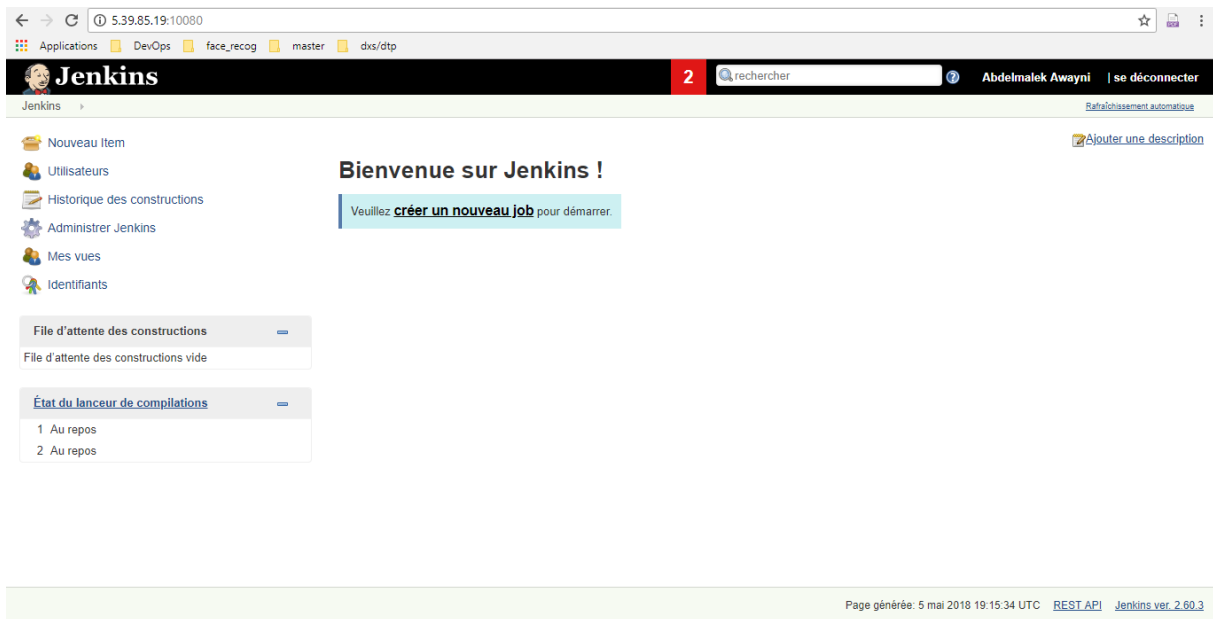 5.39.85.19:10080
Applications DevOps face_recog master dxs/dtp
Jenkins 2 rechercher Abdelmalek Awayni | se déconnecter
Jenkins Rafraîchissement automatique
Ajouter une description
Nouveau Item
Utilisateurs
Historique des constructions
Administrer Jenkins
Mes vues
Identifiants
Bienvenue sur Jenkins !
Veuillez créer un nouveau job pour démarrer.
File d'attente des constructions
File d'attente des constructions vide
État du lanceur de compilations
1 Au repos
2 Au repos
Page générée: 5 mai 2018 19:15:34 UTC REST API Jenkins ver. 2.60.3